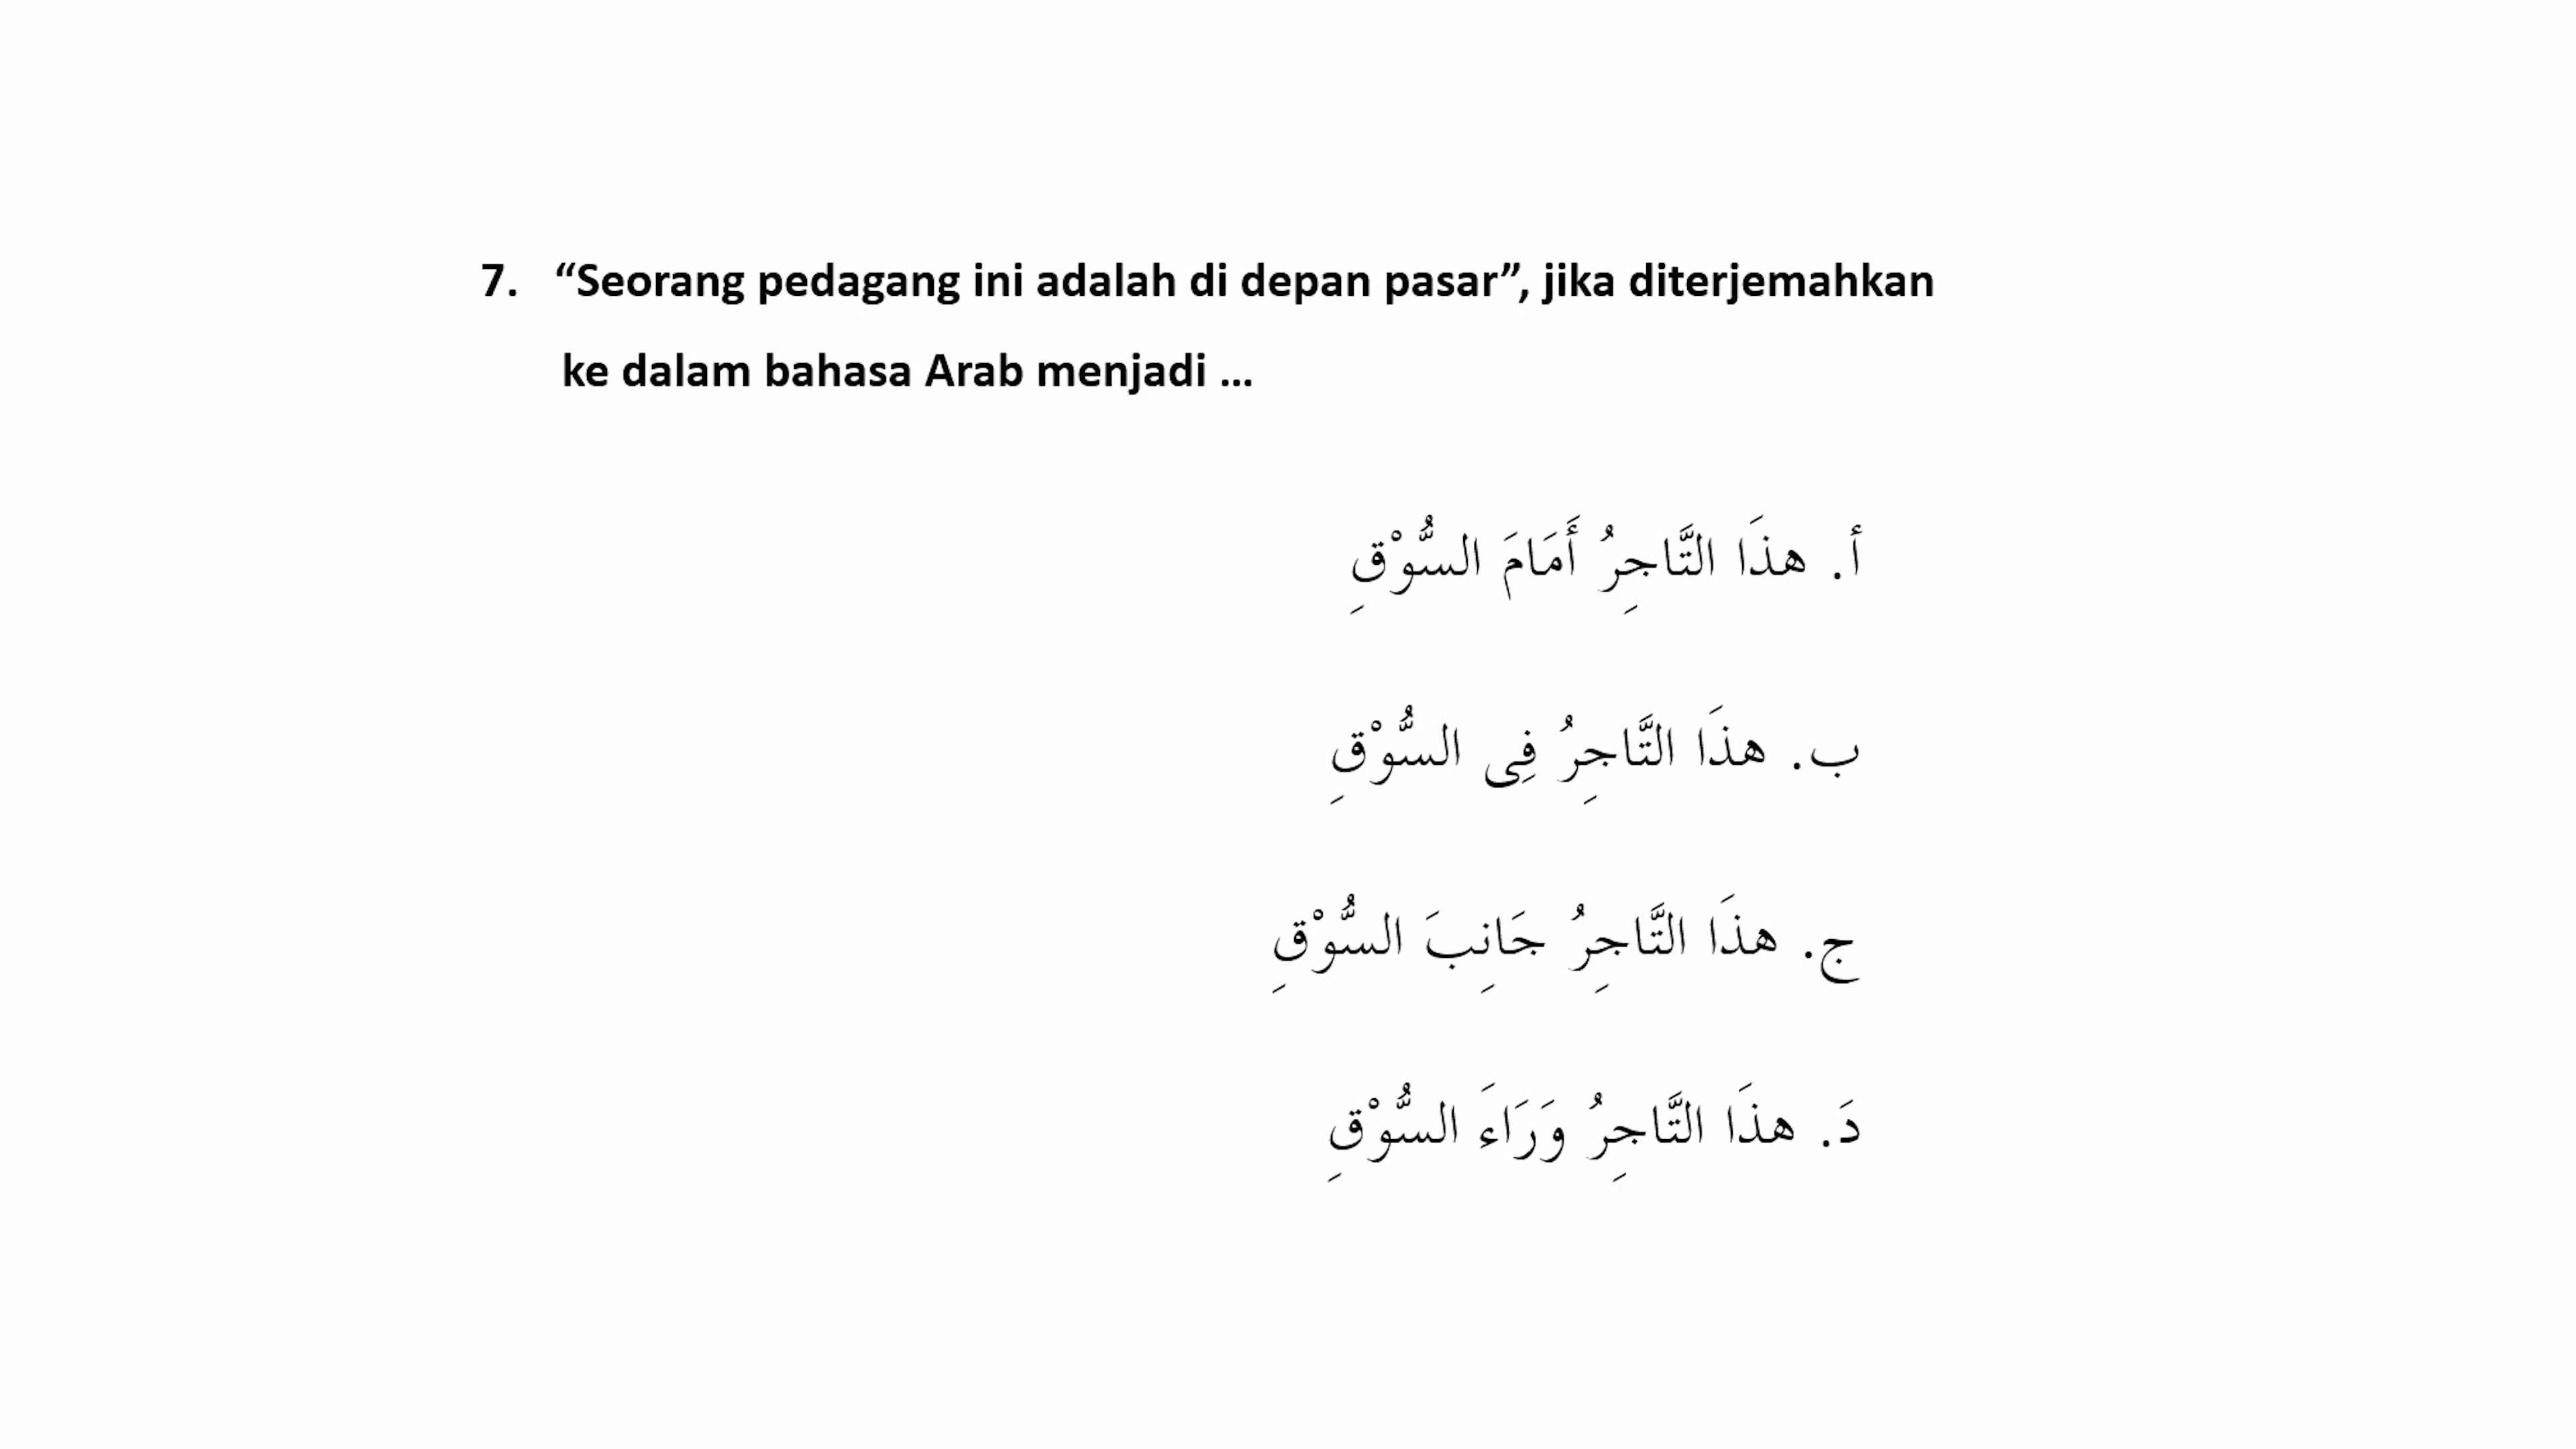 7. “Seorang pedagang ini adalah di depan pasar”, jika diterjemahkan
ke dalam bahasa Arab menjadi ...
أ. هذَا التَّاجِرُ أَمَامَ السُّوْقِ
ب. هذَا التَّاجِرُ فِى السُّوْقِ
ج. هذَا التَّاجِرُ جَانِبَ السُّوْقِ
دَ. هذَا التَّاجِرُ وَرَاءَ السُّوْقِ